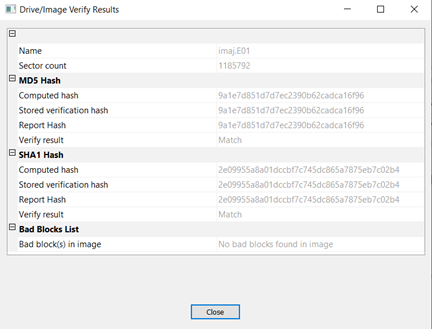 Drive/Image Verify Results
Name imaj.E01
Sector count 1185792
MD5 Hash
Computed hash 9a1e7d851d7d7ec2390b62cadca16f96
Stored verification hash 9a1e7d851d7d7ec2390b62cadca16f96
Report Hash 9a1e7d851d7d7ec2390b62cadca16f96
Verify result Match
SHA1 Hash
Computed hash 2e09955a8a01dccbf7c745dc865a7875eb7c02b4
Stored verification hash 2e09955a8a01dccbf7c745dc865a7875eb7c02b4
Report Hash 2e09955a8a01dccbf7c745dc865a7875eb7c02b4
Verify result Match
Bad Blocks List
Bad block(s) in image No bad blocks found in image
Close